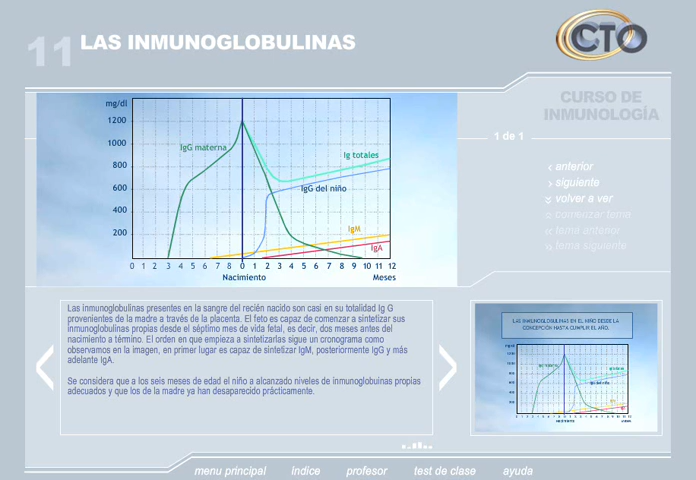 11 LAS INMUNOGLOBULINAS
CTO
CURSO DE
INMUNOLOGÍA
1 de 1
anterior
siguiente
volver a ver
comenzar tema
tema anterior
tema siguiente
mg/dl
1200
1000
800
600
400
200
IgG materna
Ig totales
IgG del niño
IgM
IgA
0 1 2 3 4 5 6 7 8 0 1 2 3 4 5 6 7 8 9 10 11 12
Nacimiento Meses
Las inmunoglobulinas presentes en la sangre del recién nacido son casi en su totalidad Ig G
provenientes de la madre a través de la placenta. El feto es capaz de comenzar a sintetizar sus
inmunoglobulinas propias desde el séptimo mes de vida fetal, es decir, dos meses antes del
nacimiento a término. El orden en que empieza a sintetizarlas sigue un cronograma como
observamos en la imagen, en primer lugar es capaz de sintetizar IgM, posteriormente IgG y más
adelante IgA.
Se considera que a los seis meses de edad el niño a alcanzado niveles de inmunoglobuinas propias
adecuados y que los de la madre ya han desaparecido prácticamente.
LAS INMUNOGLOBULINAS EN EL NIÑO DESDE LA
CONCEPCIÓN HASTA CUMPLIR EL AÑO.
menu principal índice profesor test de clase ayuda